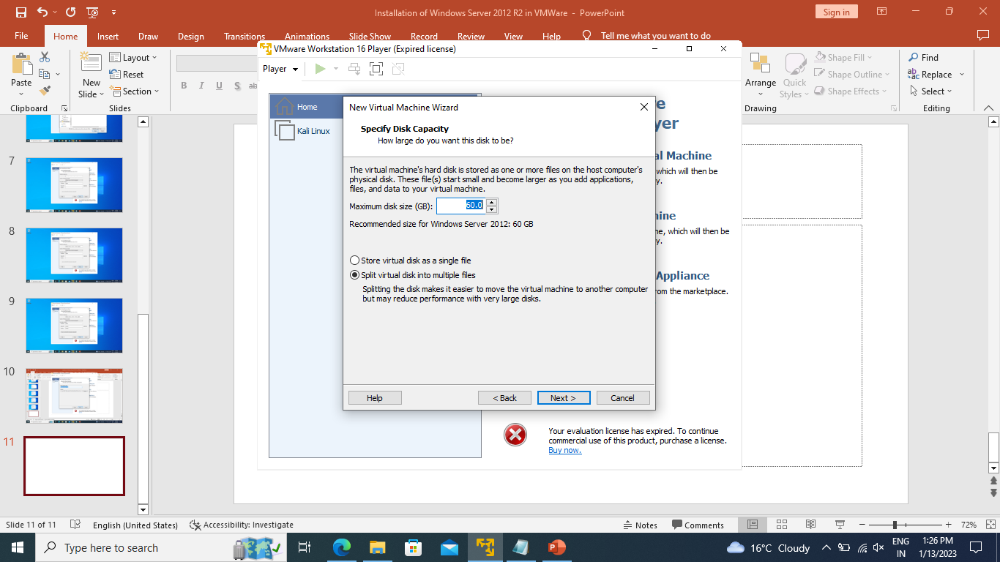 Installation of Windows Server 2012 R2 in VMWare - PowerPoint
Sign in
File Home Insert Draw Design Transitions Animations Slide Show Record Review View Help Tell me what you want to do
Paste
Clipboard
New
Slide
Layout
Reset
Section
Slides
B I U S ab
Arrange
Quick
Styles
Shape Fill
Shape Outline
Shape Effects
Drawing
Find
Replace
Select
Editing
VMware Workstation 16 Player (Expired license)
Player
Home
Kali Linux
New Virtual Machine Wizard
Specify Disk Capacity
How large do you want this disk to be?
The virtual machine's hard disk is stored as one or more files on the host computer's
physical disk. These file(s) start small and become larger as you add applications,
files, and data to your virtual machine.
Maximum disk size (GB): 60.0
Recommended size for Windows Server 2012: 60 GB
Store virtual disk as a single file
Split virtual disk into multiple files
Splitting the disk makes it easier to move the virtual machine to another computer
but may reduce performance with very large disks.
Help < Back Next > Cancel
e
yer
al Machine
which will then be
y.
hine
ne, which will then be
y.
Appliance
om the marketplace.
Your evaluation license has expired. To continue
commercial use of this product, purchase a license.
Buy now.
7
8
9
10
11
Slide 11 of 11 English (United States) Accessibility: Investigate Notes Comments 72%
Type here to search
16°C Cloudy
ENG
IN
1:26 PM
1/13/2023